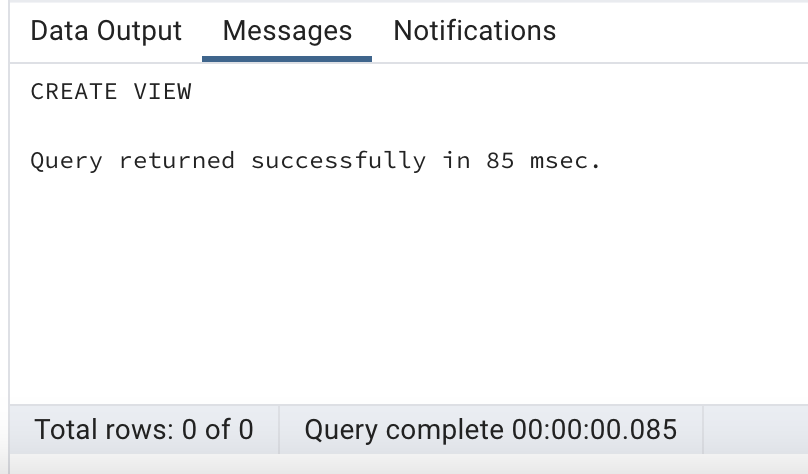 Data Output Messages Notifications
CREATE VIEW
Query returned successfully in 85 msec.
Total rows: 0 of 0 Query complete 00:00:00.085